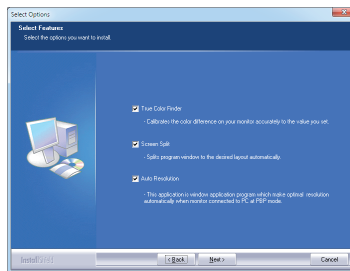 Select Options
Select Features
Select the options you want to install.
True Color Finder
- Calibrates the color difference on your monitor accurately to the value you set.
Screen Split
- Splits program window to the desired layout automatically.
Auto Resolution
- This application is window application program which make optimal resolution
automatically when monitor connected to PC at PBP mode.
< Back
Next >
Cancel